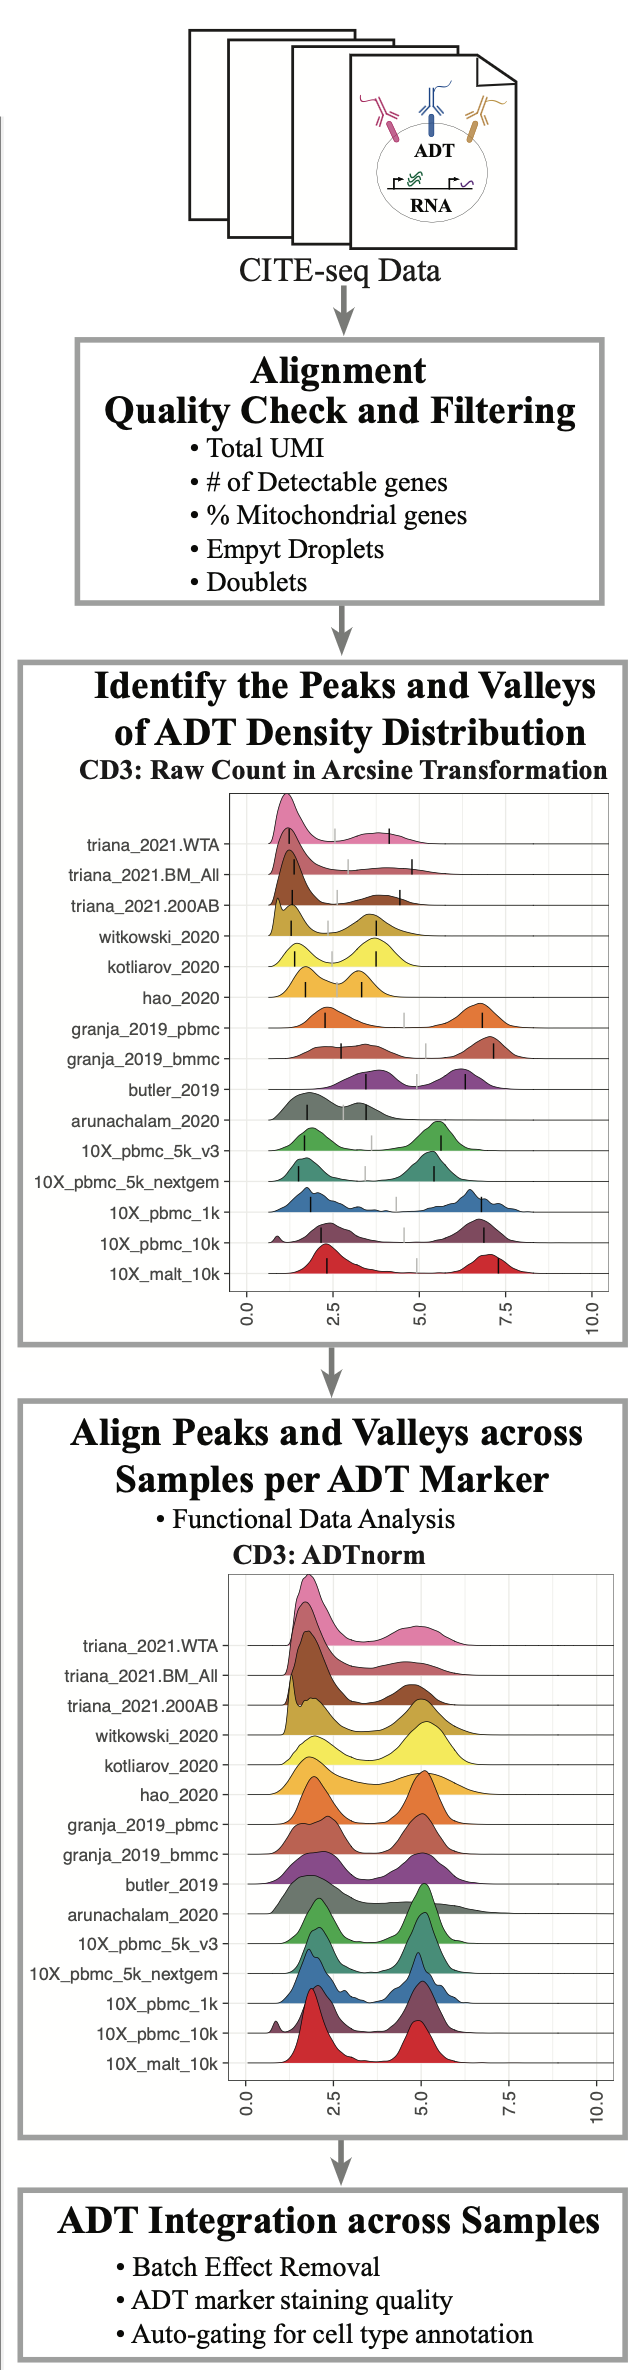 ADT
RNA
CITE-seq Data
Alignment
Quality Check and Filtering
• Total UMI
• # of Detectable genes
• % Mitochondrial genes
• Empyt Droplets
• Doublets
Identify the Peaks and Valleys
of ADT Density Distribution
CD3: Raw Count in Arcsine Transformation
triana_2021.WTA
triana_2021.BM_All
triana_2021.200AB
witkowski_2020
kotliarov_2020
hao_2020
granja_2019_pbmc
granja_2019_bmmc
butler_2019
arunachalam_2020
10X_pbmc_5k_v3
10X_pbmc_5k_nextgem
10X_pbmc_1k
10X_pbmc_10k
10X_malt_10k
0.0 2.5 5.0 7.5 10.0
Align Peaks and Valleys across
Samples per ADT Marker
• Functional Data Analysis
CD3: ADTnorm
triana_2021.WTA
triana_2021.BM_All
triana_2021.200AB
witkowski_2020
kotliarov_2020
hao_2020
granja_2019_pbmc
granja_2019_bmmc
butler_2019
arunachalam_2020
10X_pbmc_5k_v3
10X_pbmc_5k_nextgem
10X_pbmc_1k
10X_pbmc_10k
10X_malt_10k
0.0 2.5 5.0 7.5 10.0
ADT Integration across Samples
• Batch Effect Removal
• ADT marker staining quality
• Auto-gating for cell type annotation